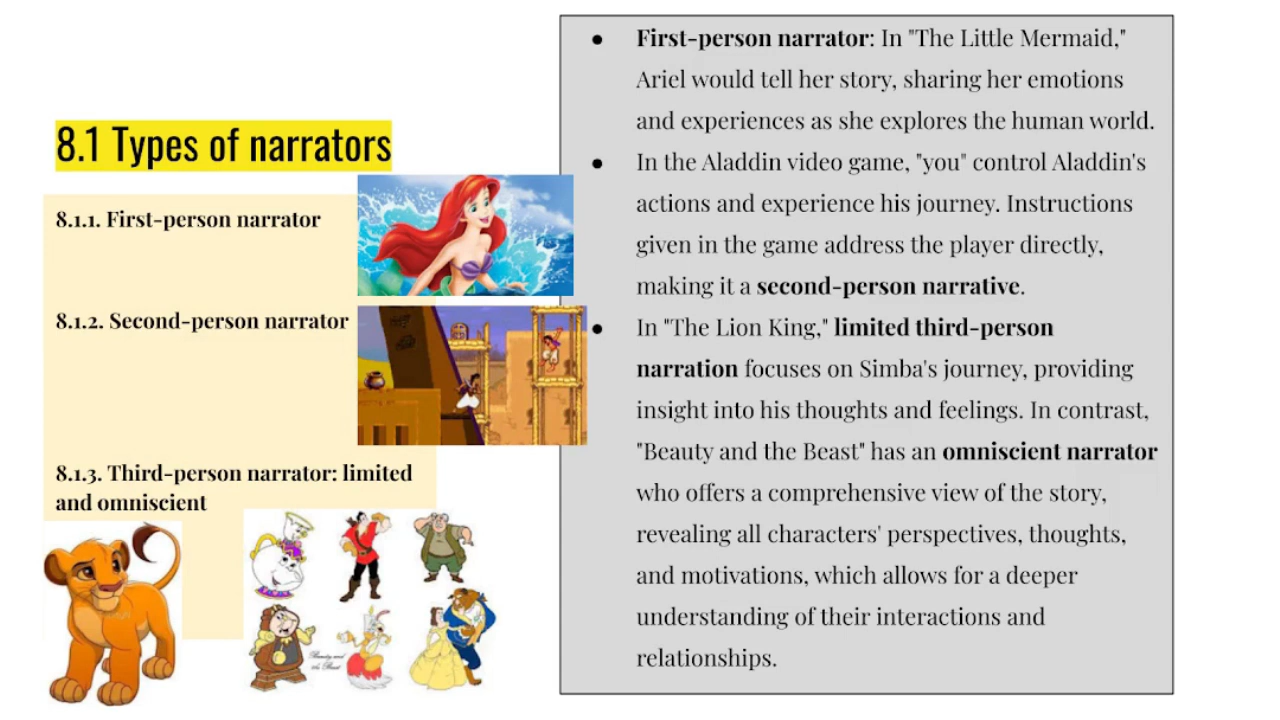 8.1 Types of narrators
8.1.1. First-person narrator
8.1.2. Second-person narrator
8.1.3. Third-person narrator: limited
and omniscient
Beauty and
the Beast
● First-person narrator: In "The Little Mermaid,"
Ariel would tell her story, sharing her emotions
and experiences as she explores the human world.
● In the Aladdin video game, "you" control Aladdin's
actions and experience his journey. Instructions
given in the game address the player directly,
making it a second-person narrative.
● In "The Lion King," limited third-person
narration focuses on Simba's journey, providing
insight into his thoughts and feelings. In contrast,
"Beauty and the Beast" has an omniscient narrator
who offers a comprehensive view of the story,
revealing all characters' perspectives, thoughts,
and motivations, which allows for a deeper
understanding of their interactions and
relationships.